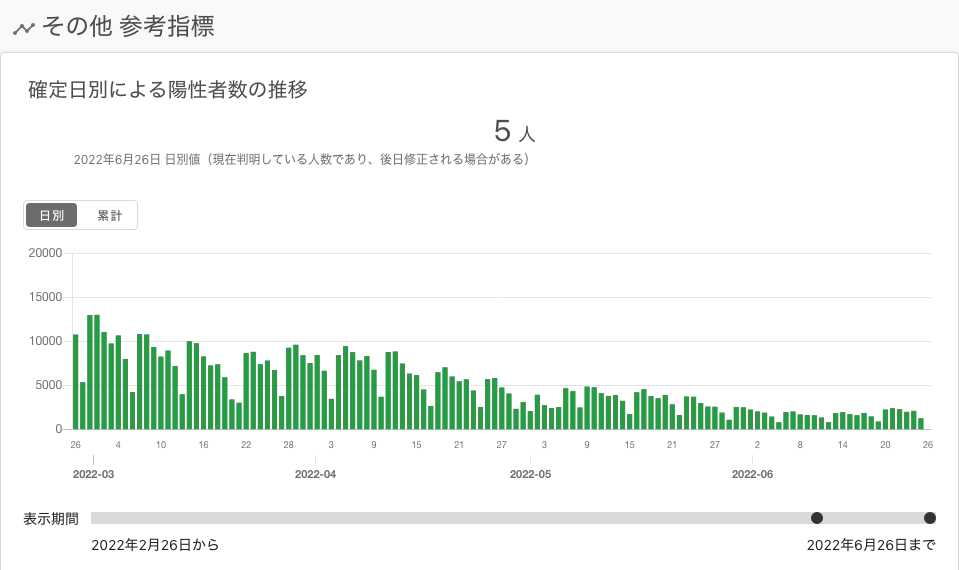 その他 参考指標
確定日別による陽性者数の推移
5 人
2022年6月26日 日別値（現在判明している人数であり、後日修正される場合がある）
日別 累計
20000
15000
10000
5000
0
26 4 10 16 22 28 3 9 15 21 27 3 9 15 21 27 2 8 14 20 26
2022-03 2022-04 2022-05 2022-06
表示期間
2022年2月26日から 2022年6月26日まで